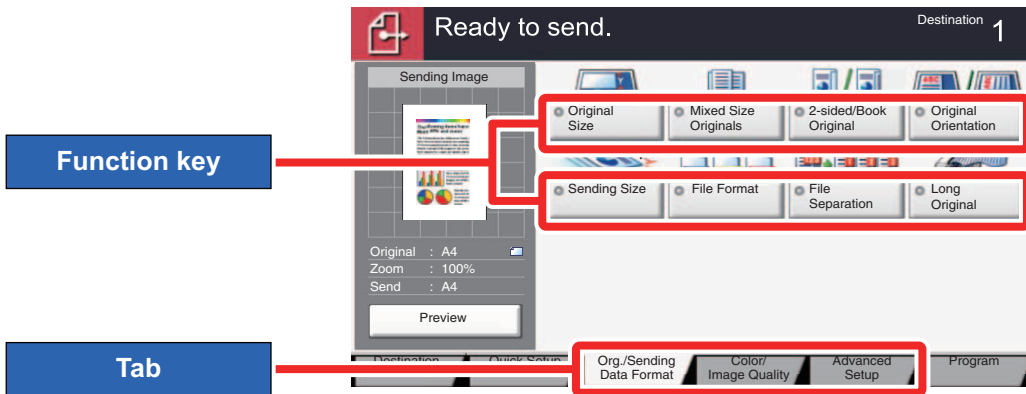 Ready to send.
Destination 1
Sending Image
Original
Size
Mixed Size
Originals
2-sided/Book
Original
Original
Orientation
Function key
Sending Size
File Format
File
Separation
Long
Original
Original : A4
Zoom : 100%
Send : A4
Preview
Tab
Destination
Quick Setup
Org./Sending
Data Format
Color/
Image Quality
Advanced
Setup
Program